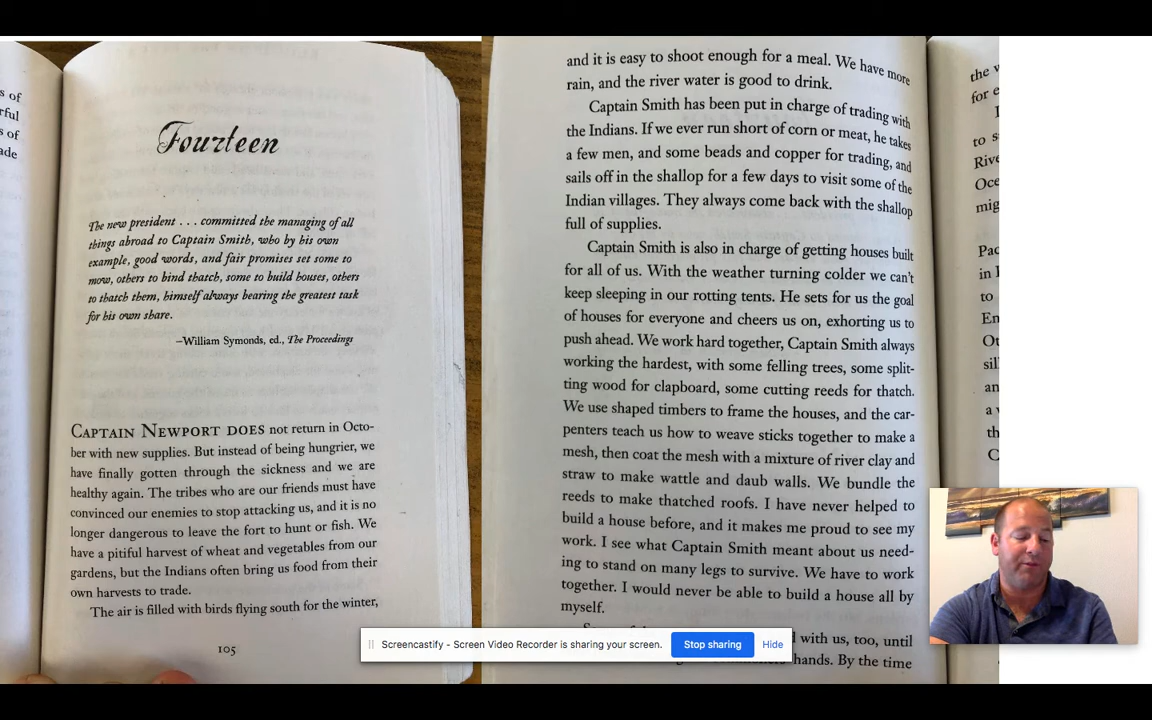 s of
rful
s of
ade
Fourteen
The new president . . . committed the managing of all
things abroad to Captain Smith, who by his own
example, good words, and fair promises set some to
mow, others to bind thatch, some to build houses, others
to thatch them, himself always bearing the greatest task
for his own share.
—William Symonds, ed., The Proceedings
CAPTAIN NEWPORT DOES not return in Octo-
ber with new supplies. But instead of being hungrier, we
have finally gotten through the sickness and we are
healthy again. The tribes who are our friends must have
convinced our enemies to stop attacking us, and it is no
longer dangerous to leave the fort to hunt or fish. We
have a pitiful harvest of wheat and vegetables from our
gardens, but the Indians often bring us food from their
own harvests to trade.
The air is filled with birds flying south for the winter,
105
and it is easy to shoot enough for a meal. We have more
rain, and the river water is good to drink.
Captain Smith has been put in charge of trading with
the Indians. If we ever run short of corn or meat, he takes
a few men, and some beads and copper for trading, and
sails off in the shallop for a few days to visit some of the
Indian villages. They always come back with the shallop
full of supplies.
Captain Smith is also in charge of getting houses built
for all of us. With the weather turning colder we can't
keep sleeping in our rotting tents. He sets for us the goal
of houses for everyone and cheers us on, exhorting us to
push ahead. We work hard together, Captain Smith always
working the hardest, with some felling trees, some split-
ting wood for clapboard, some cutting reeds for thatch.
We use shaped timbers to frame the houses, and the car-
penters teach us how to weave sticks together to make a
mesh, then coat the mesh with a mixture of river clay and
straw to make wattle and daub walls. We bundle the
reeds to make thatched roofs. I have never helped to
build a house before, and it makes me proud to see my
work. I see what Captain Smith meant about us need-
ing to stand on many legs to survive. We have to work
together. I would never be able to build a house all by
myself.
with us, too, until
hands. By the time
the
for e
to
Rive
Oce
mig
Pac
in
to
En
Ot
sil
an
a
th
C
Screencastify - Screen Video Recorder is sharing your screen.
Stop sharing
Hide